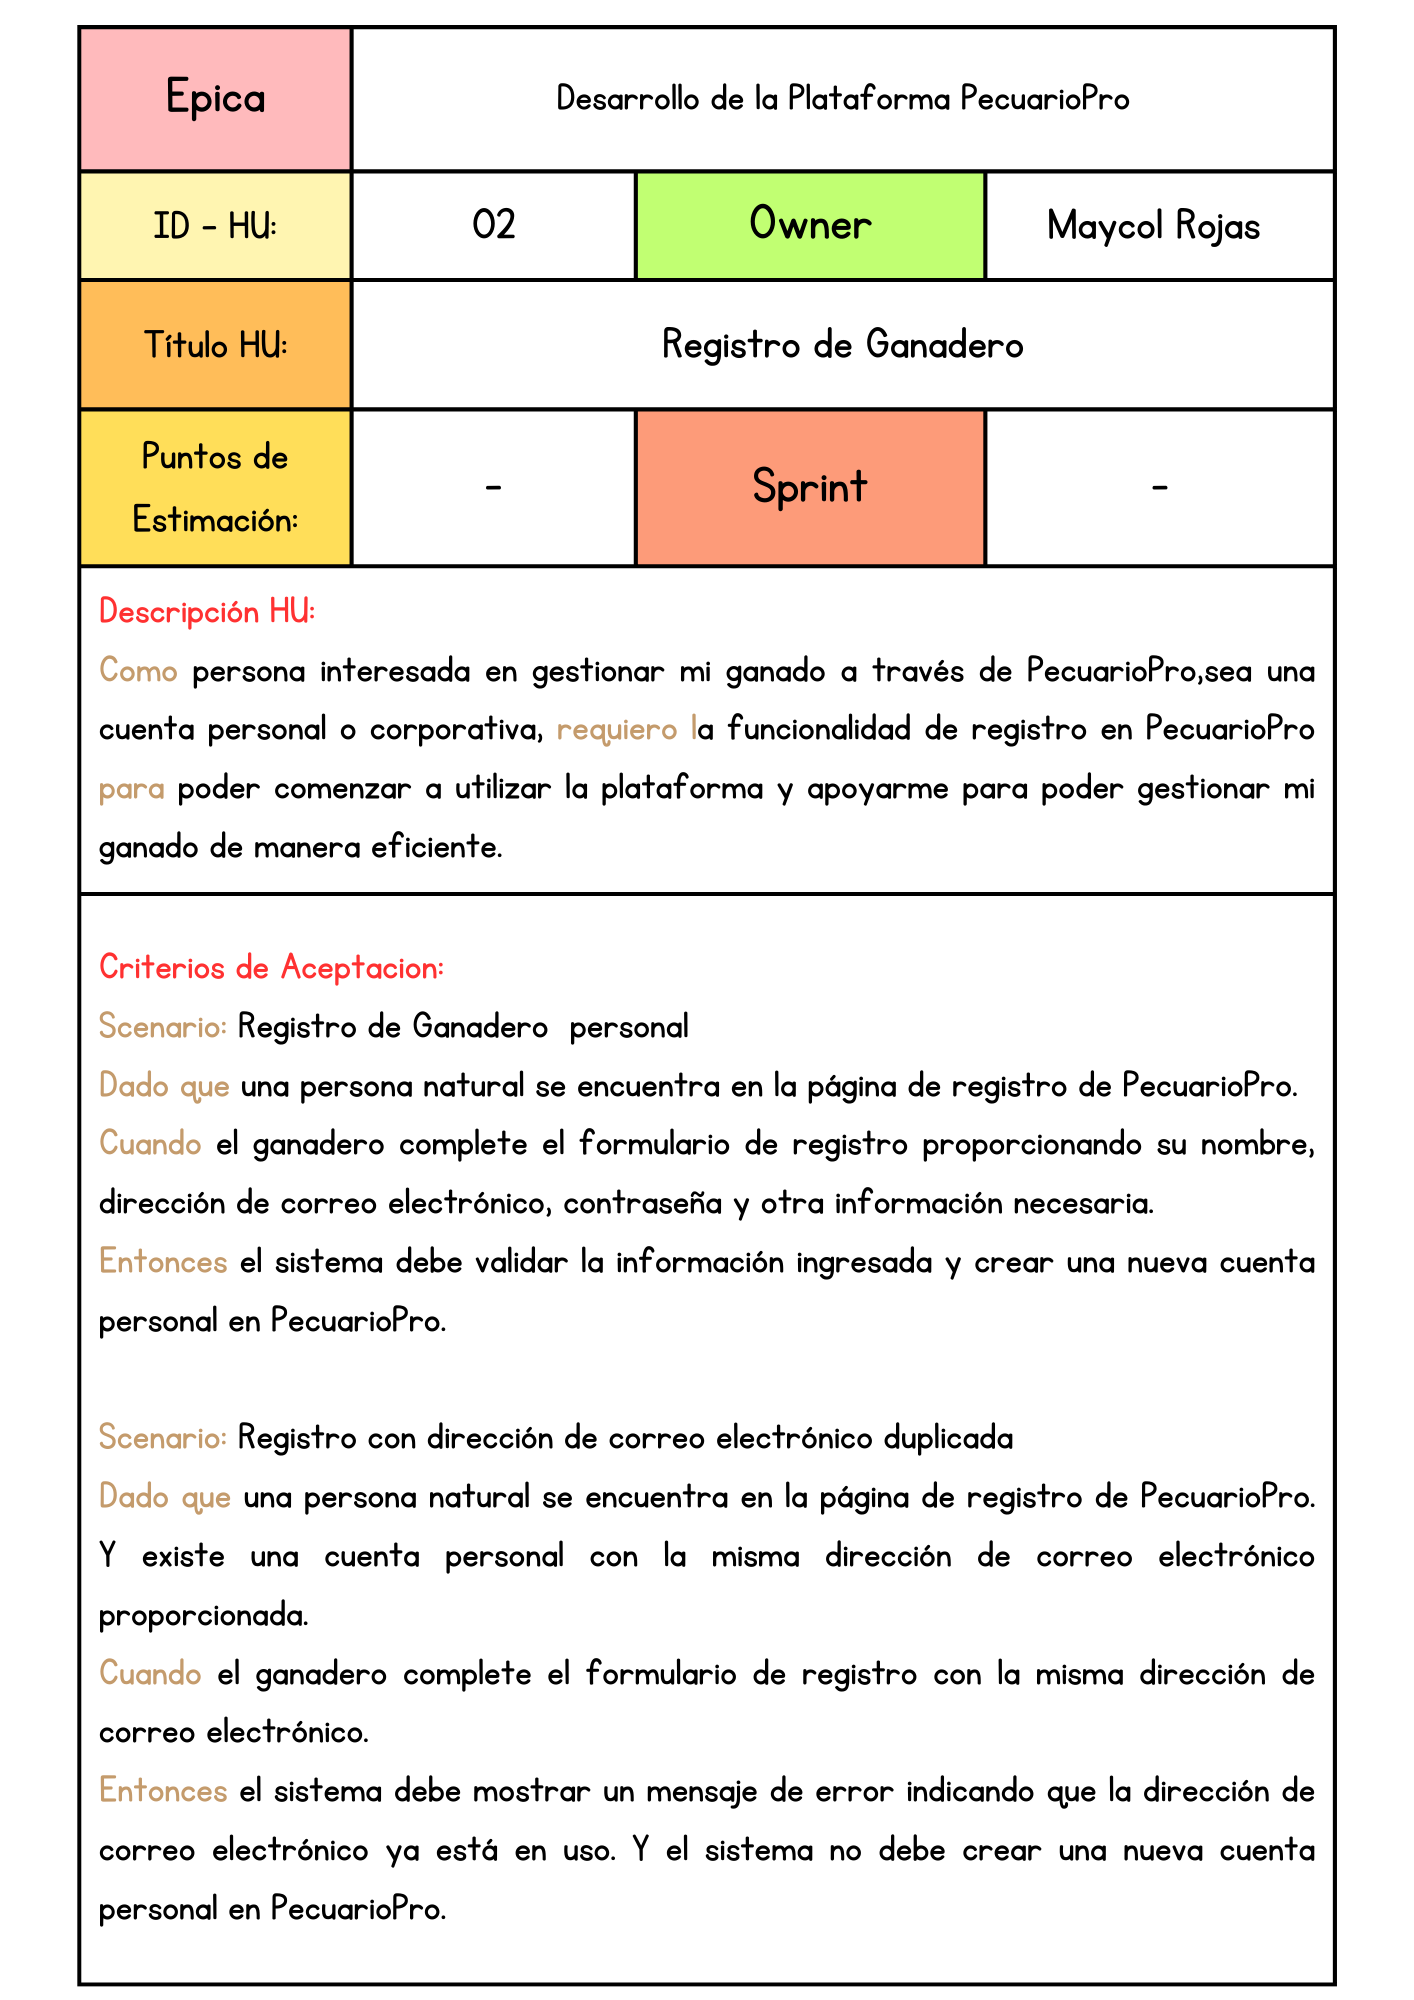 Epica
Desarrollo de la Plataforma PecuarioPro
ID - HU:
02
Owner
Maycol Rojas
Título HU:
Registro de Ganadero
Puntos de
Estimación:
-
Sprint
-
Descripción HU:
Como persona interesada en gestionar mi ganado a través de PecuarioPro,sea una
cuenta personal o corporativa, requiero la funcionalidad de registro en PecuarioPro
para poder comenzar a utilizar la plataforma y apoyarme para poder gestionar mi
ganado de manera eficiente.
Criterios de Aceptacion:
Scenario: Registro de Ganadero personal
Dado que una persona natural se encuentra en la página de registro de PecuarioPro.
Cuando el ganadero complete el formulario de registro proporcionando su nombre,
dirección de correo electrónico, contraseña y otra información necesaria.
Entonces el sistema debe validar la información ingresada y crear una nueva cuenta
personal en PecuarioPro.
Scenario: Registro con dirección de correo electrónico duplicada
Dado que una persona natural se encuentra en la página de registro de PecuarioPro.
Y existe una cuenta personal con la misma dirección de correo electrónico
proporcionada.
Cuando el ganadero complete el formulario de registro con la misma dirección de
correo electrónico.
Entonces el sistema debe mostrar un mensaje de error indicando que la dirección de
correo electrónico ya está en uso. Y el sistema no debe crear una nueva cuenta
personal en PecuarioPro.